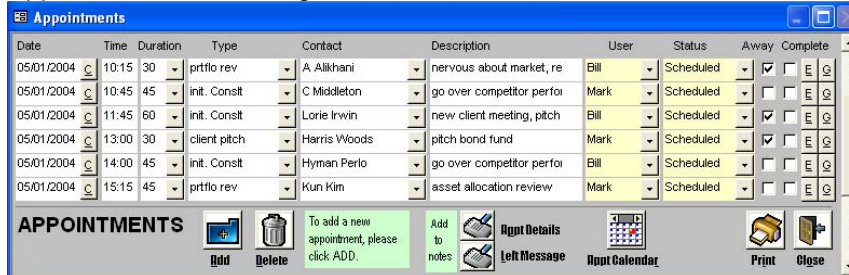 Appointments
Date Time Duration Type Contact Description User Status Away Complete
05/01/2004 C 10:15 30 prtflo rev A Alikhani nervous about market, re Bill Scheduled E G
05/01/2004 C 10:45 45 init. Conslt C Middleton go over competitor perfor Mark Scheduled E G
05/01/2004 C 11:45 60 init. Conslt Lorie Irwin new client meeting, pitch Bill Scheduled E G
05/01/2004 C 13:00 30 client pitch Harris Woods pitch bond fund Mark Scheduled E G
05/01/2004 C 14:00 45 init. Conslt Hyman Perlo go over competitor perfor Bill Scheduled E G
05/01/2004 C 15:15 45 prtflo rev Kun Kim asset allocation review Mark Scheduled E G
APPOINTMENTS
Add
Delete
To add a new
appointment, please
click ADD.
Add
to
notes
Appt Details
Left Message
Appt Calendar
Print
Close